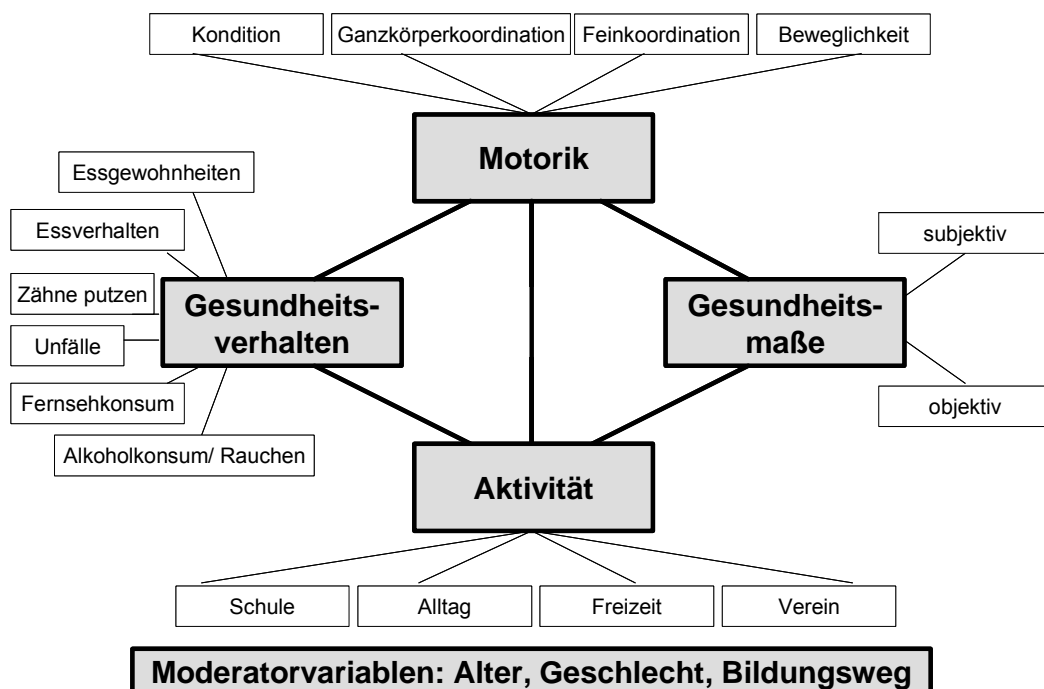 Kondition
Ganzkörperkoordination
Feinkoordination
Beweglichkeit
Motorik
Essgewohnheiten
Essverhalten
Zähne putzen
Unfälle
Fernsehkonsum
Alkoholkonsum/ Rauchen
Gesundheits-
verhalten
Gesundheits-
maße
subjektiv
objektiv
Aktivität
Schule
Alltag
Freizeit
Verein
Moderatorvariablen: Alter, Geschlecht, Bildungsweg